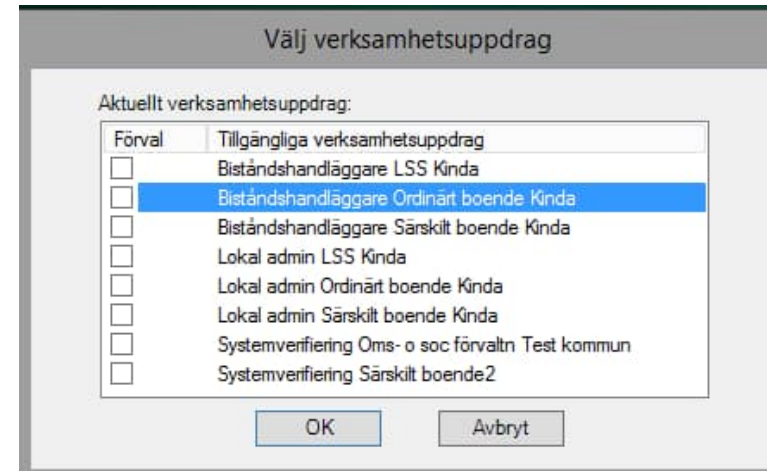 Välj verksamhetsuppdrag
Aktuellt verksamhetsuppdrag:
Förval Tillgängliga verksamhetsuppdrag
Biståndshandläggare LSS Kinda
Biståndshandläggare Ordinärt boende Kinda
Biståndshandläggare Särskilt boende Kinda
Lokal admin LSS Kinda
Lokal admin Ordinärt boende Kinda
Lokal admin Särskilt boende Kinda
Systemverifiering Oms- o soc förvaltn Test kommun
Systemverifiering Särskilt boende2
OK Avbryt